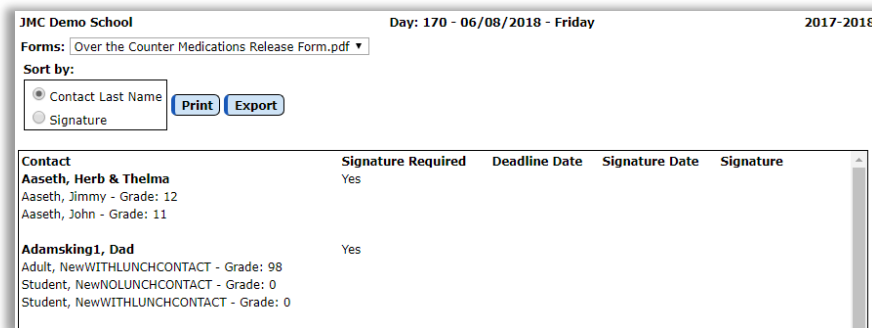 JMC Demo School Day: 170 - 06/08/2018 - Friday 2017-2018
Forms: Over the Counter Medications Release Form.pdf
Sort by:
Contact Last Name
Signature
Print Export
Contact Signature Required Deadline Date Signature Date Signature
Aaseth, Herb & Thelma Yes
Aaseth, Jimmy - Grade: 12
Aaseth, John - Grade: 11
Adamsking1, Dad Yes
Adult, NewWITHLUNCHCONTACT - Grade: 98
Student, NewNOLUNCHCONTACT - Grade: 0
Student, NewWITHLUNCHCONTACT - Grade: 0